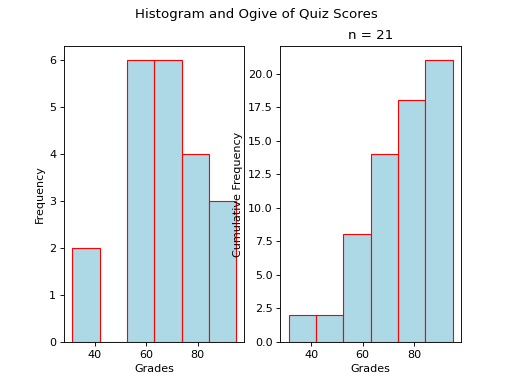 Histogram and Ogive of Quiz Scores
n = 21
Frequency
6
5
4
3
2
1
0
40 60 80
Grades
Cumulative Frequency
20.0
17.5
15.0
12.5
10.0
7.5
5.0
2.5
0.0
40 60 80
Grades